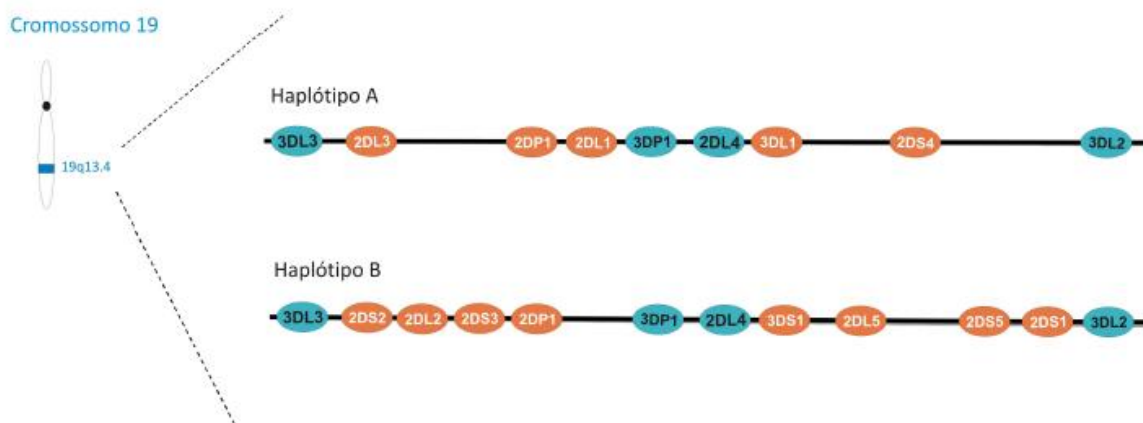 Cromossomo 19
19q13.4
Haplótipo A
3DL3 2DL3 2DP1 2DL1 3DP1 2DL4 3DL1 2DS4 3DL2
Haplótipo B
3DL3 2DS2 2DL2 2DS3 2DP1 3DP1 2DL4 3DS1 2DL5 2DS5 2DS1 3DL2